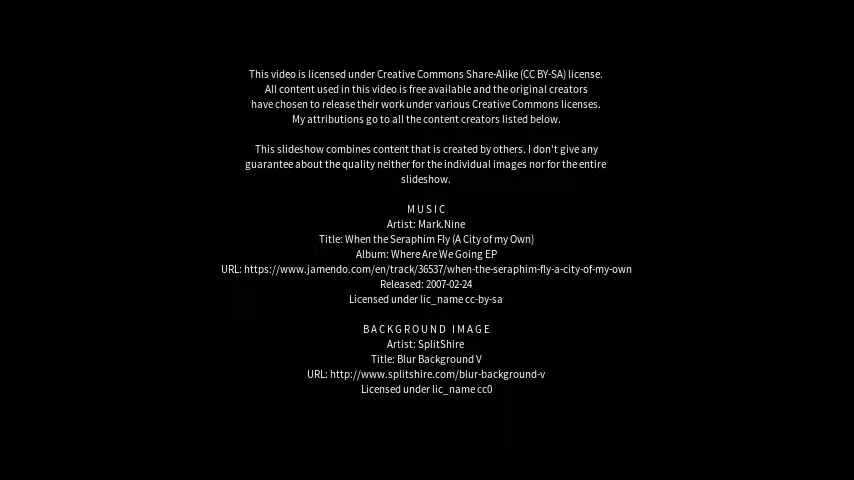 This video is licensed under Creative Commons Share-Alike (CC BY-SA) license.
All content used in this video is free available and the original creators
have chosen to release their work under various Creative Commons licenses.
My attributions go to all the content creators listed below.
This slideshow combines content that is created by others. I don't give any
guarantee about the quality neither for the individual images nor for the entire
slideshow.
MUSIC
Artist: Mark.Nine
Title: When the Seraphim Fly (A City of my Own)
Album: Where Are We Going EP
URL: https://www.jamendo.com/en/track/36537/when-the-seraphim-fly-a-city-of-my-own
Released: 2007-02-24
Licensed under lic_name cc-by-sa
BACKGROUND IMAGE
Artist: SplitShire
Title: Blur Background V
URL: http://www.splitshire.com/blur-background-v
Licensed under lic_name cc0